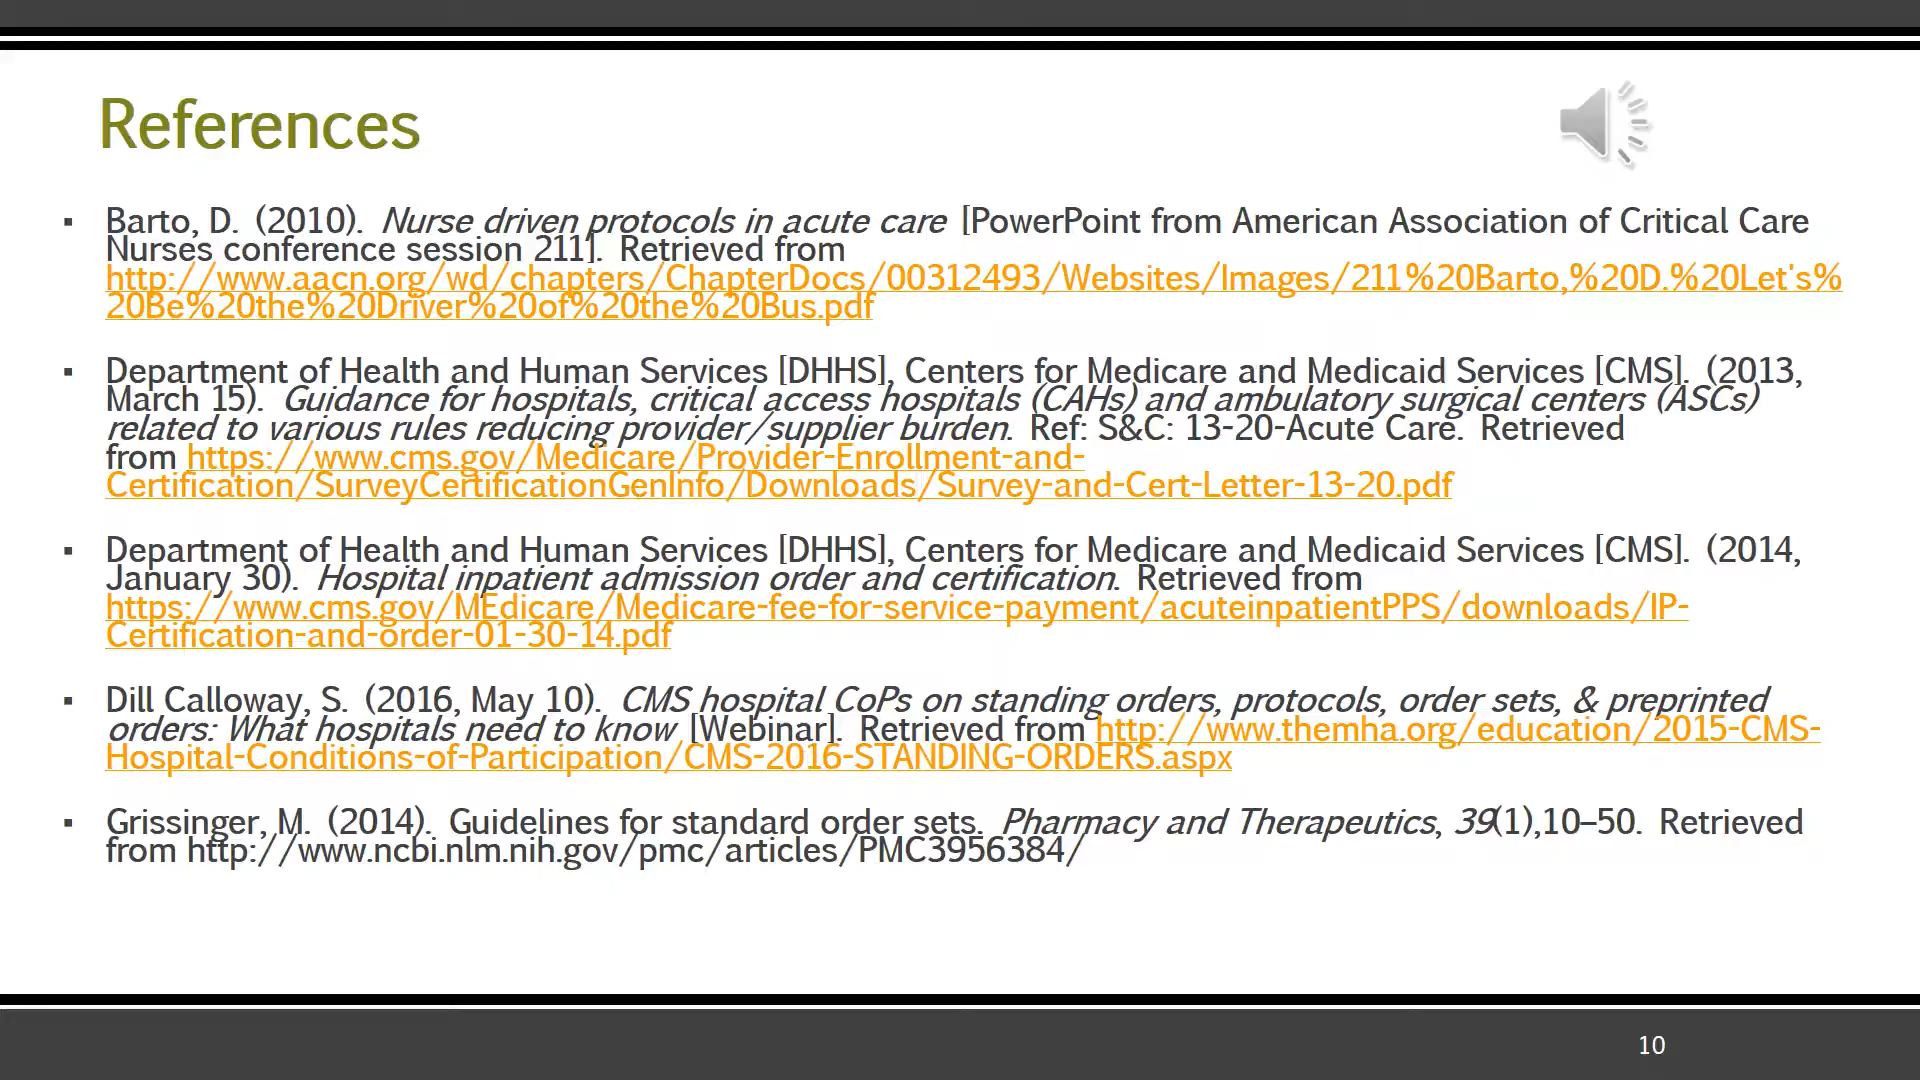 References
▪ Barto, D. (2010). Nurse driven protocols in acute care [PowerPoint from American Association of Critical Care
Nurses conference session 211]. Retrieved from
http://www.aacn.org/wd/chapters/ChapterDocs/00312493/Websites/Images/211%20Barto,%20D.%20Let's%
20Be%20the%20Driver%20of%20the%20Bus.pdf
▪ Department of Health and Human Services [DHHS], Centers for Medicare and Medicaid Services [CMS]. (2013,
March 15). Guidance for hospitals, critical access hospitals (CAHs) and ambulatory surgical centers (ASCs)
related to various rules reducing provider/supplier burden. Ref: S&C: 13-20-Acute Care. Retrieved
from https://www.cms.gov/Medicare/Provider-Enrollment-and-
Certification/SurveyCertificationGenInfo/Downloads/Survey-and-Cert-Letter-13-20.pdf
▪ Department of Health and Human Services [DHHS], Centers for Medicare and Medicaid Services [CMS]. (2014,
January 30). Hospital inpatient admission order and certification. Retrieved from
https://www.cms.gov/MEdicare/Medicare-fee-for-service-payment/acuteinpatientPPS/downloads/IP-
Certification-and-order-01-30-14.pdf
▪ Dill Calloway, S. (2016, May 10). CMS hospital CoPs on standing orders, protocols, order sets, & preprinted
orders: What hospitals need to know [Webinar]. Retrieved from http://www.themha.org/education/2015-CMS-
Hospital-Conditions-of-Participation/CMS-2016-STANDING-ORDERS.aspx
▪ Grissinger, M. (2014). Guidelines for standard order sets. Pharmacy and Therapeutics, 39(1),10–50. Retrieved
from http://www.ncbi.nlm.nih.gov/pmc/articles/PMC3956384/
10